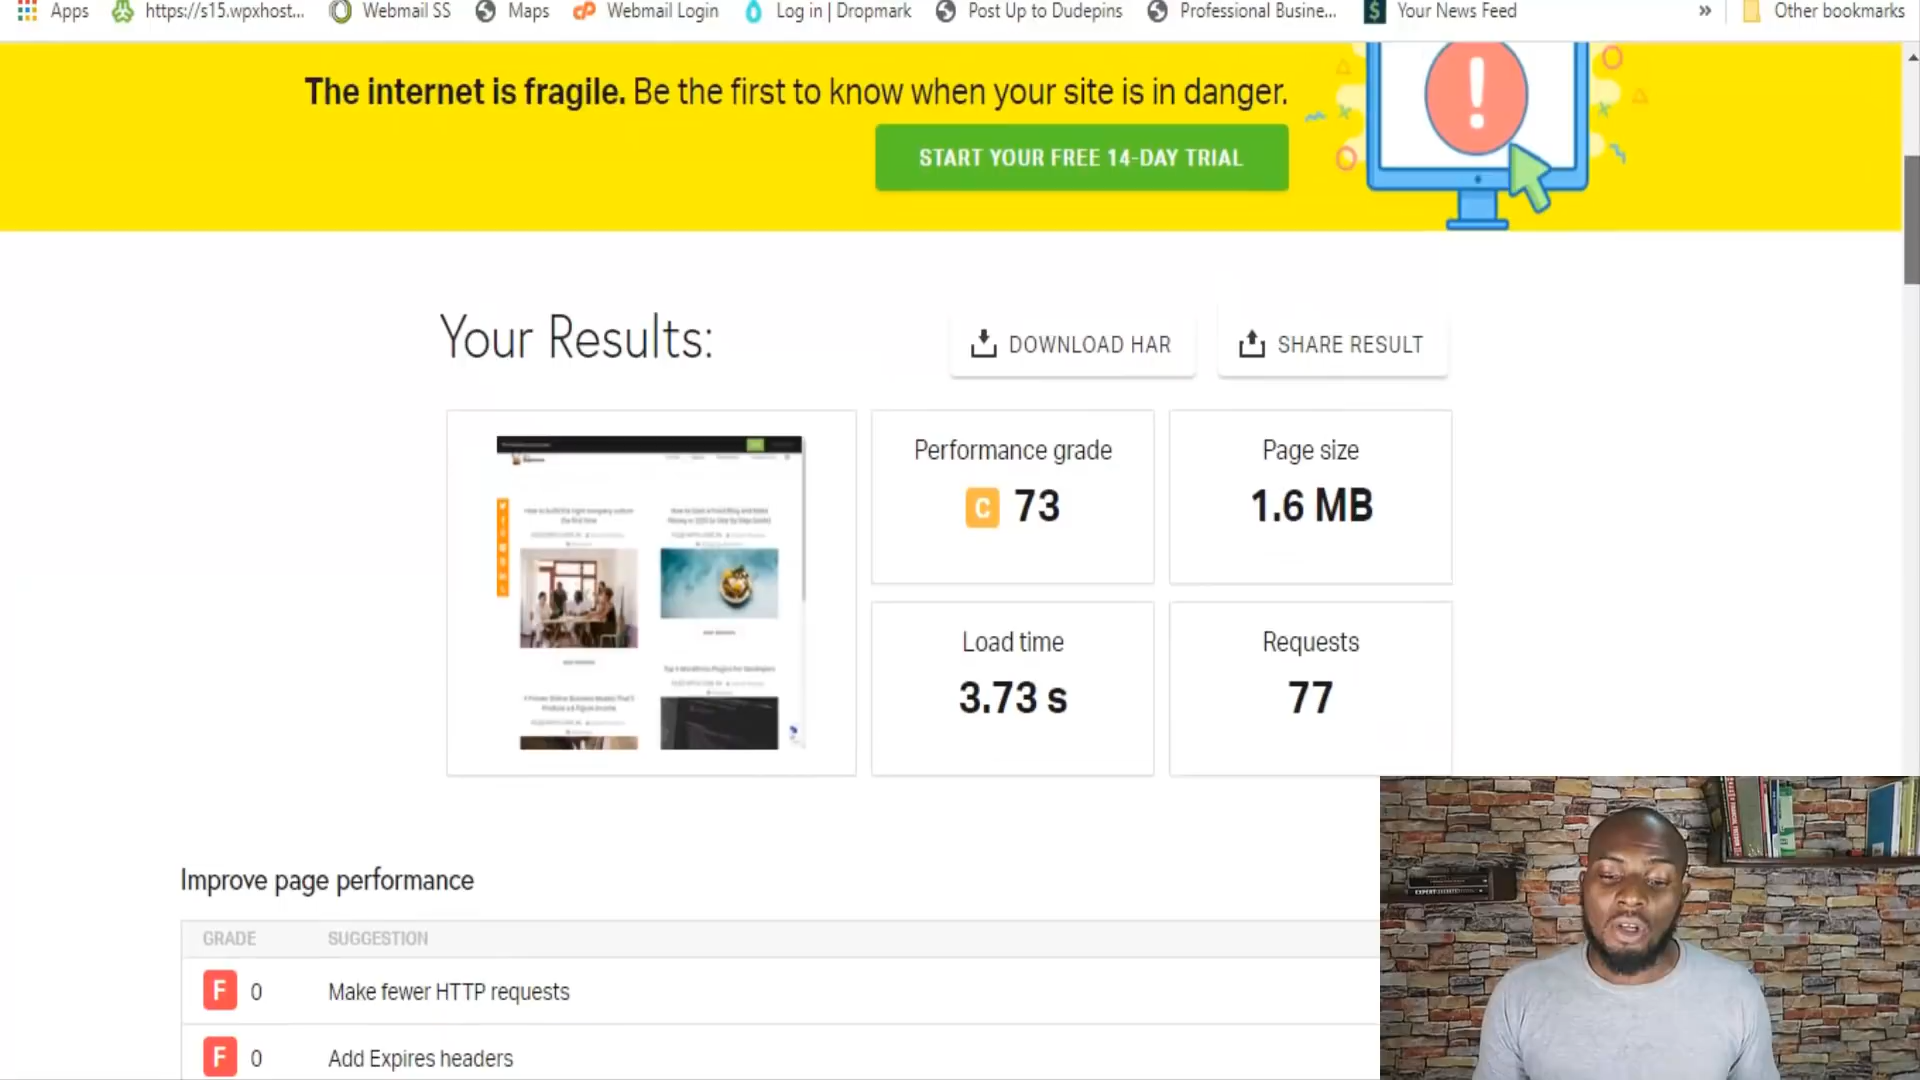 Apps https://s15.wpxhost... Webmail SS Maps Webmail Login Log in | Dropmark Post Up to Dudepins Professional Busine... Your News Feed » Other bookmarks
The internet is fragile. Be the first to know when your site is in danger.
START YOUR FREE 14-DAY TRIAL
Your Results:
DOWNLOAD HAR
SHARE RESULT
Performance grade
C 73
Page size
1.6 MB
Load time
3.73 s
Requests
77
Improve page performance
GRADE SUGGESTION
F 0 Make fewer HTTP requests
F 0 Add Expires headers